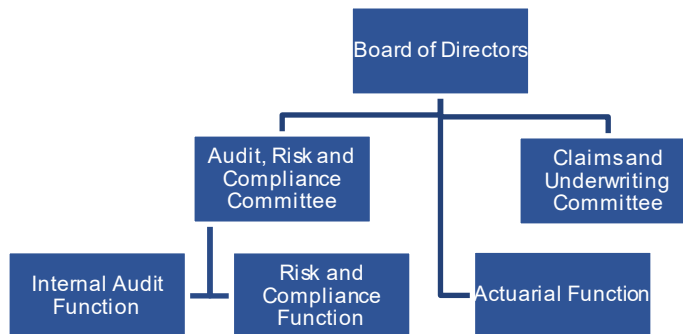 Board of Directors
Audit, Risk and
Compliance
Committee
Claims and
Underwriting
Committee
Internal Audit
Function
Risk and
Compliance
Function
Actuarial Function